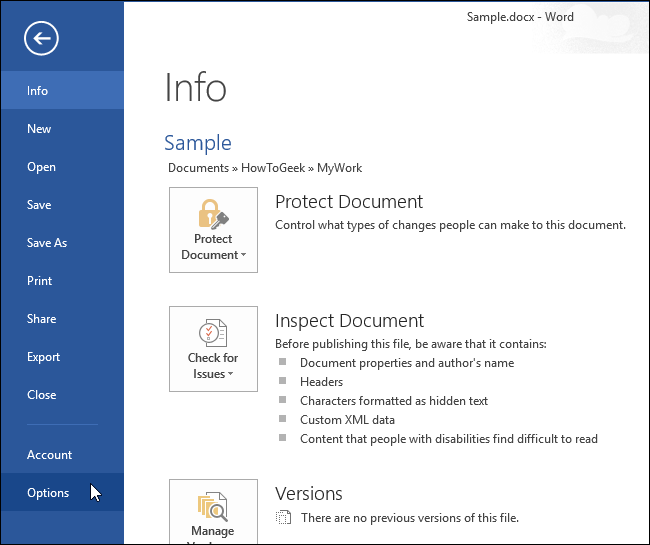 Sample.docx - Word
Info
New
Open
Save
Save As
Print
Share
Export
Close
Account
Options
Info
Sample
Documents » HowToGeek » MyWork
Protect
Document
Protect Document
Control what types of changes people can make to this document.
Check for
Issues
Inspect Document
Before publishing this file, be aware that it contains:
Document properties and author's name
Headers
Characters formatted as hidden text
Custom XML data
Content that people with disabilities find difficult to read
Manage
Versions
There are no previous versions of this file.